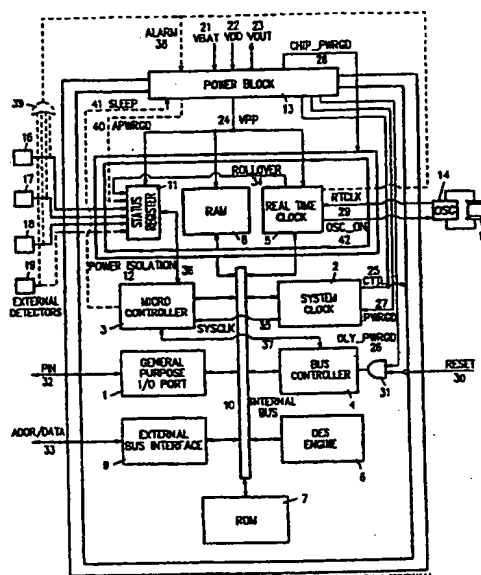 21 22 23
VBAT VDD VOUT
ALARM
38
CHIP_PWRGD
28
POWER BLOCK
13
39
41 SLEEP
40 APWRGD
24 VPP
16
17
18
19
EXTERNAL
DETECTORS
ROLLOVER
34
11
STATUS
REGISTER
RAM
8
REAL TIME
CLOCK
5
RTCLK
29
OSC_ON
42
14
OSC
POWER ISOLATION
12
36
2
25
CTR
SYSTEM
CLOCK
27
PWRGD
MICRO
CONTROLLER
3
SYSCLK
35
37
DLY_PWRGD
26
PIN
32
GENERAL
PURPOSE
I/O PORT
1
BUS
CONTROLLER
4
31
RESET
30
10
INTERNAL
BUS
ADDR/DATA
33
EXTERNAL
BUS INTERFACE
9
DES
ENGINE
6
ROM
7